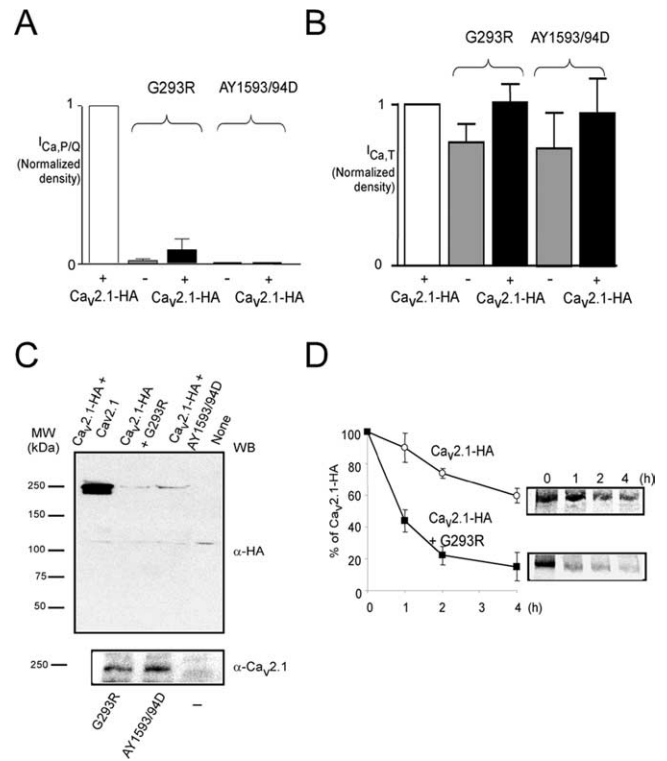 A
G293R AY1593/94D
1
I Ca,P/Q
(Normalized
density)
0
+ - + - +
CaV2.1-HA CaV2.1-HA CaV2.1-HA
B
G293R AY1593/94D
1
I Ca,T
(Normalized
density)
0
+ - + - +
CaV2.1-HA CaV2.1-HA CaV2.1-HA
C
CaV2.1-HA +
Cav2.1
CaV2.1-HA
+ G293R
CaV2.1-HA +
AY1593/94D
None
MW
(kDa)
WB
250
150
100
75
50
α-HA
250
α-CaV2.1
G293R
AY1593/94D
–
D
% of CaV2.1-HA
100
80
60
40
20
0
CaV2.1-HA
CaV2.1-HA
+ G293R
0 1 2 3 4 (h)
0 1 2 4 (h)